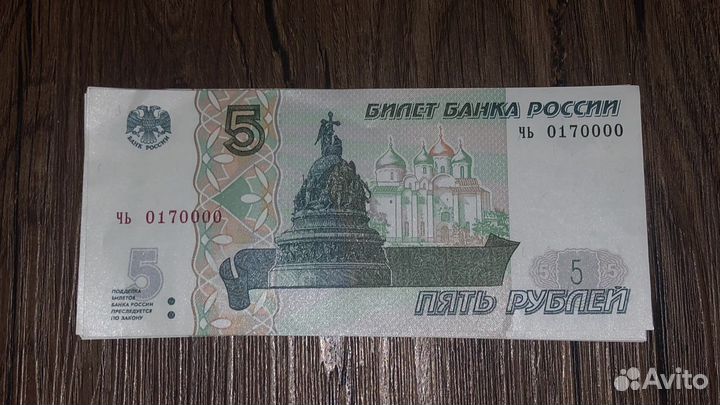 БИЛЕТ БАНКА РОССИИ
5
ЧЬ 0170000
БАНК РОССИИ
ЧЬ 0170000
5
5
ПОДДЕЛКА
БИЛЕТОВ
БАНКА РОССИИ
ПРЕСЛЕДУЕТСЯ
ПО ЗАКОНУ
ПЯТЬ РУБЛЕЙ
Avito